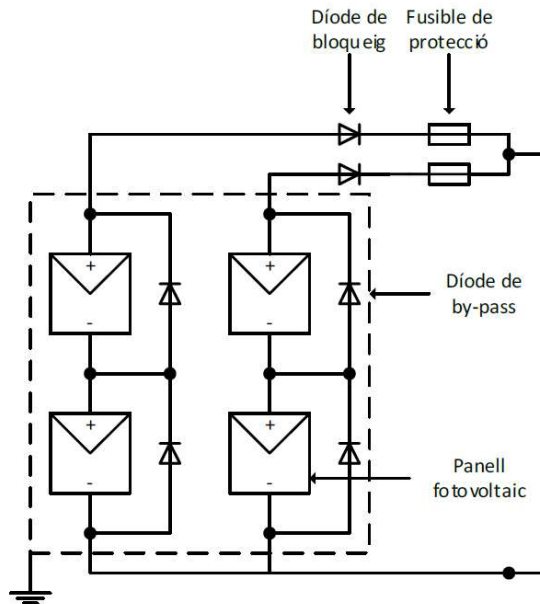 Díode de
bloqueig
Fusible de
protecció
+
-
+
-
Díode de
by-pass
+
-
+
-
Panell
fotovoltaic